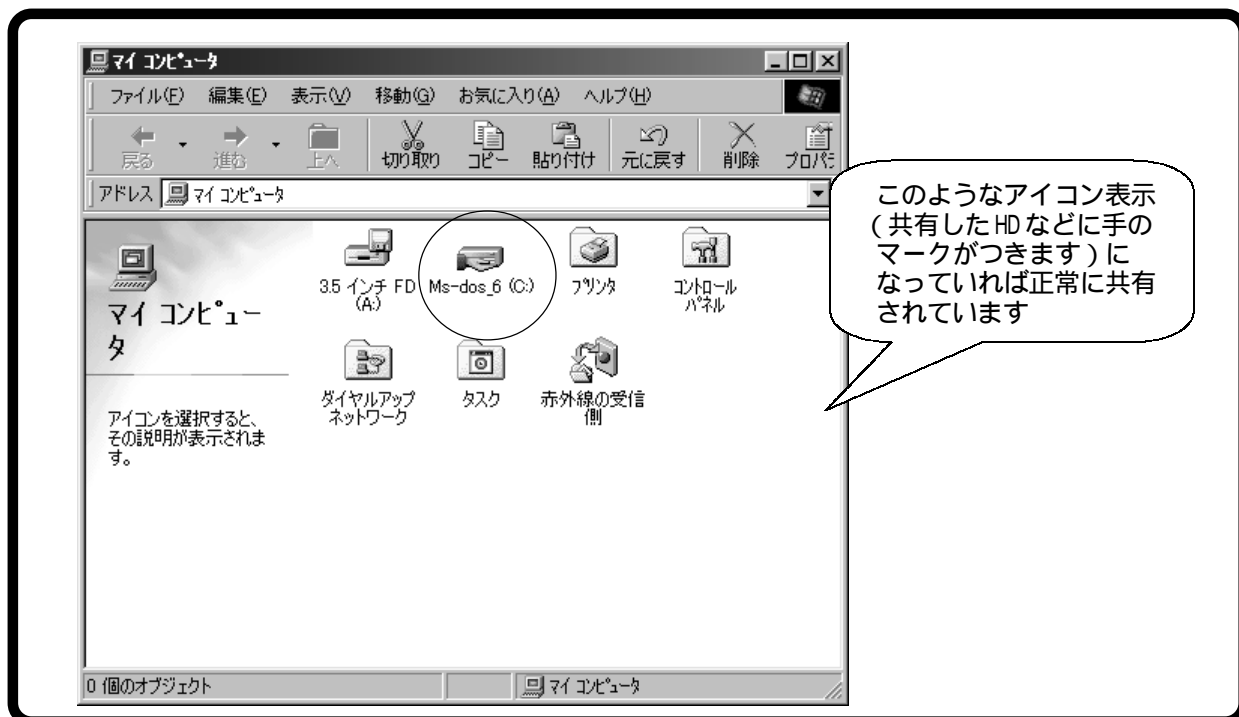 マイ コンピュータ
ファイル(F) 編集(E) 表示(V) 移動(G) お気に入り(A) ヘルプ(H)
戻る 進む 上へ 切り取り コピー 貼り付け 元に戻す 削除 プロパティ
アドレス マイ コンピュータ
マイ コンピュー
タ
アイコンを選択すると、
その説明が表示されま
す。
3.5 インチ FD
(A:)
Ms-dos_6 (C:)
プリンタ
コントロール
パネル
ダイヤルアップ
ネットワーク
タスク
赤外線の受信
側
このようなアイコン表示
(共有したHDなどに手の
マークがつきます)に
なっていれば正常に共有
されています
0 個のオブジェクト
マイ コンピュータ